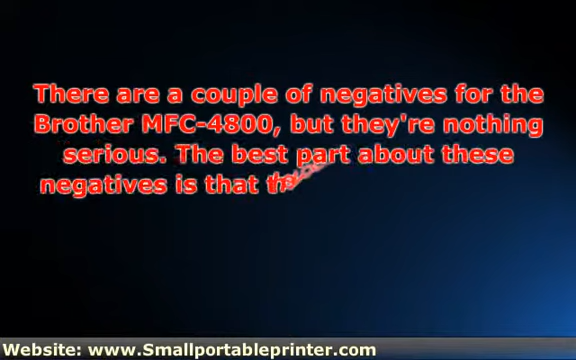 There are a couple of negatives for the
Brother MFC-4800, but they're nothing
serious. The best part about these
negatives is that
Website: www.Smallportableprinter.com